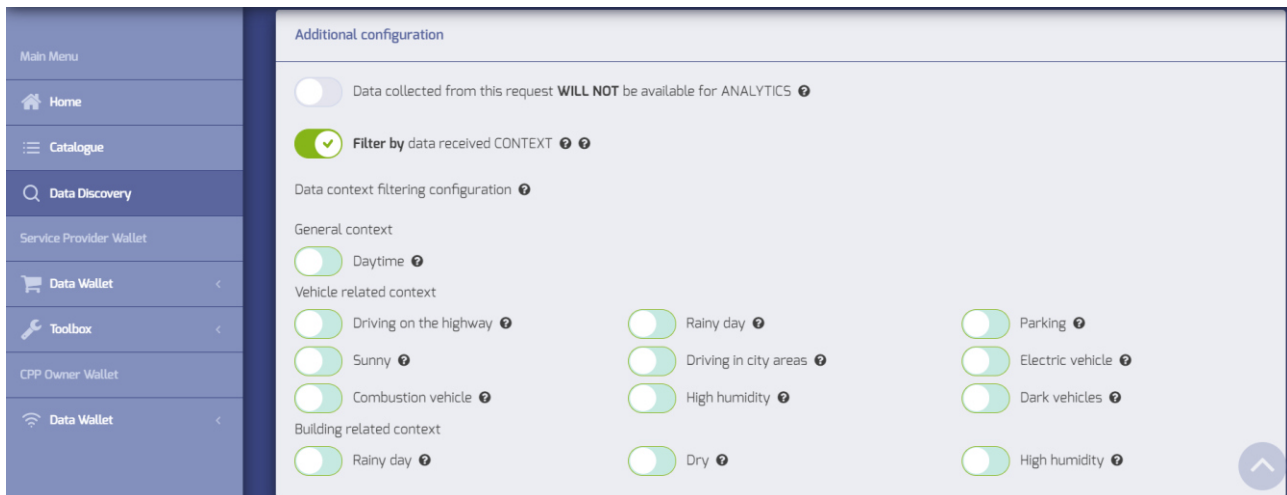 Main Menu
Home
Catalogue
Data Discovery
Service Provider Wallet
Data Wallet
Toolbox
CPP Owner Wallet
Data Wallet
Additional configuration
Data collected from this request WILL NOT be available for ANALYTICS
Filter by data received CONTEXT
Data context filtering configuration
General context
Daytime
Vehicle related context
Driving on the highway Rainy day Parking
Sunny Driving in city areas Electric vehicle
Combustion vehicle High humidity Dark vehicles
Building related context
Rainy day Dry High humidity